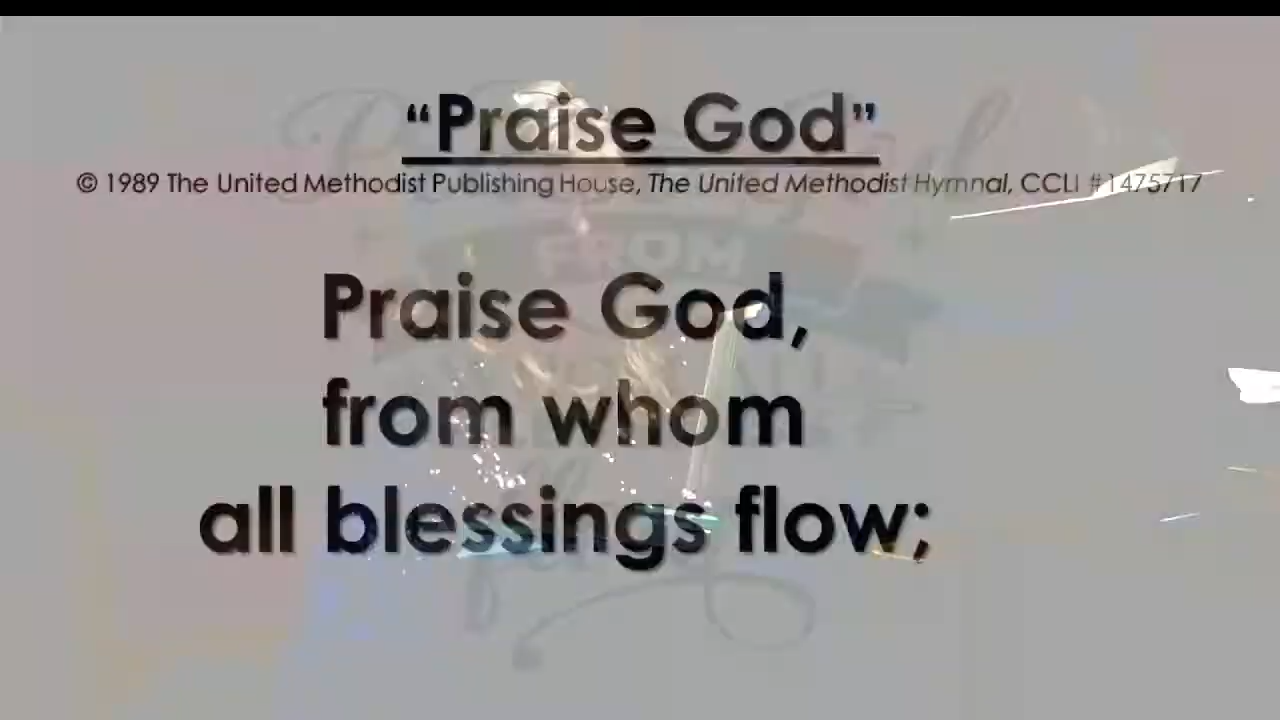 “Praise God”
© 1989 The United Methodist Publishing House, The United Methodist Hymnal, CCLI #1475717
FROM
Praise God,
from whom
all blessings flow;